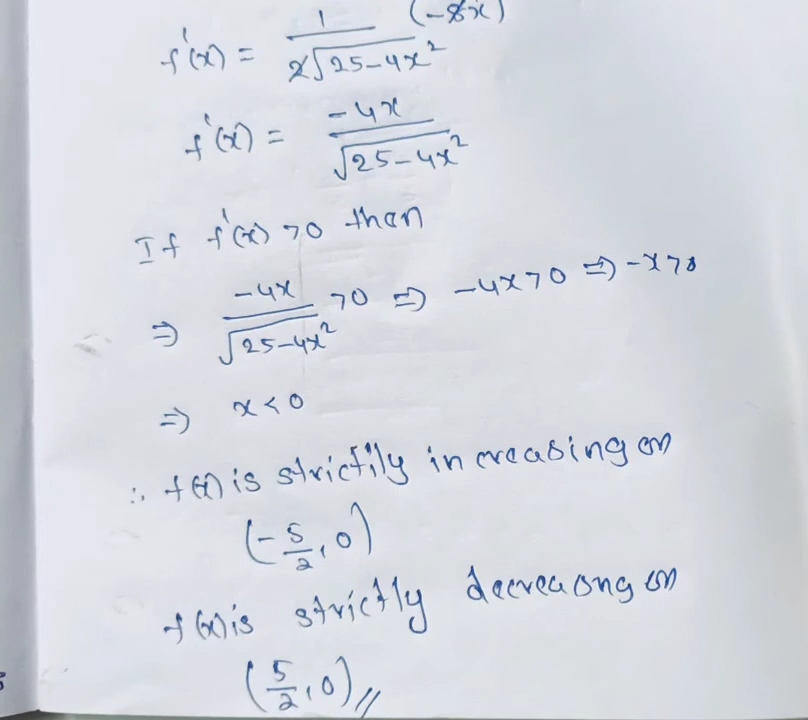 f'(x) = 1/(2√(25-4x²)) (-8x)
f'(x) = -4x/√(25-4x²)
If f'(x) >0 then
⇒ -4x/√(25-4x²) >0 ⇒ -4x>0 ⇒ -x>0
⇒ x<0
∴ f(x) is strictily increasing on
(-5/2, 0)
f(x) is strictly decreasong on
(5/2, 0)//